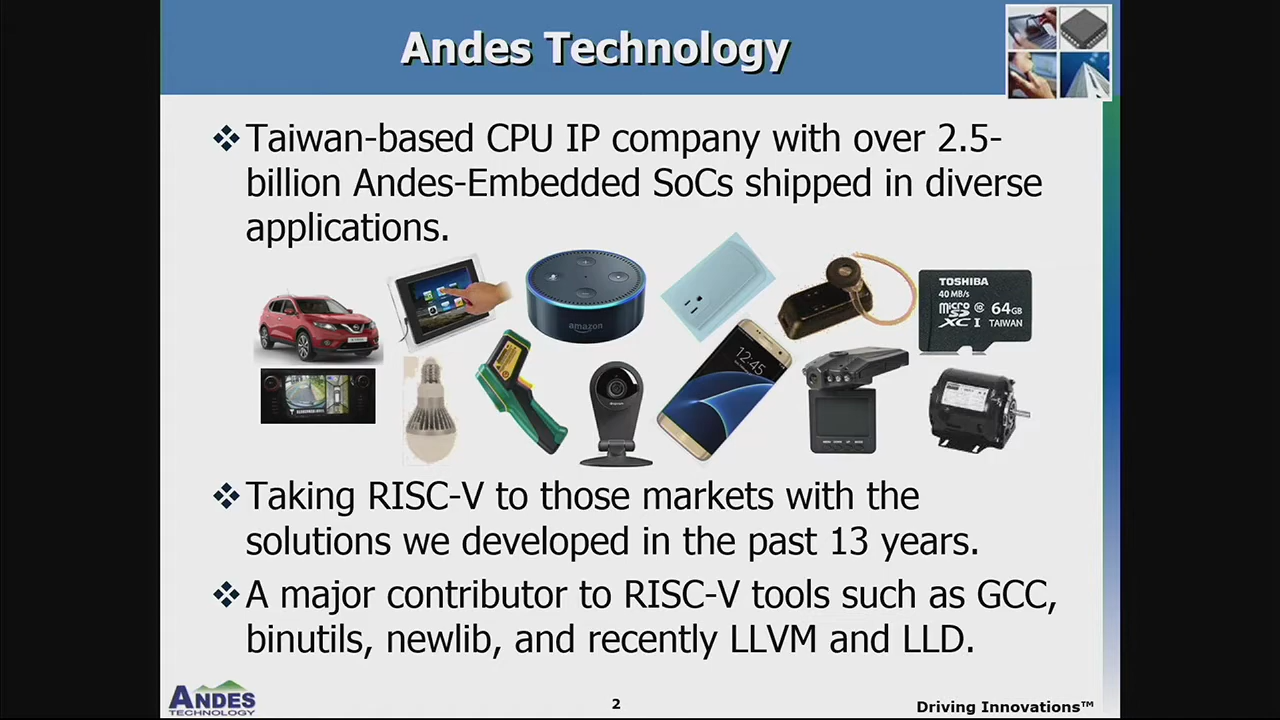 Andes Technology
❖Taiwan-based CPU IP company with over 2.5-
billion Andes-Embedded SoCs shipped in diverse
applications.
amazon
TOSHIBA
40 MB/s
micro SD XC I
64GB
TAIWAN
12:45
❖Taking RISC-V to those markets with the
solutions we developed in the past 13 years.
❖A major contributor to RISC-V tools such as GCC,
binutils, newlib, and recently LLVM and LLD.
ANDES
TECHNOLOGY
2
Driving Innovations™